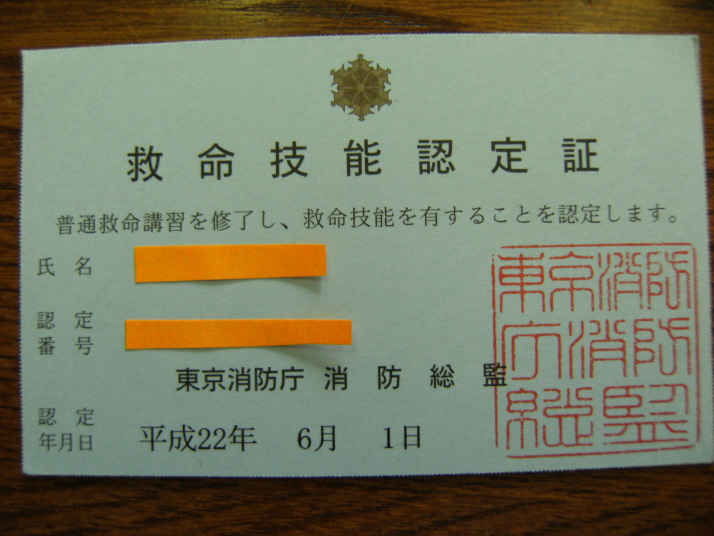 救命技能認定証
普通救命講習を修了し、救命技能を有することを認定します。
氏名
認定
番号
東京消防庁 消防総監
認定
年月日 平成22年 6月 1日
東京消防
庁消防
総監